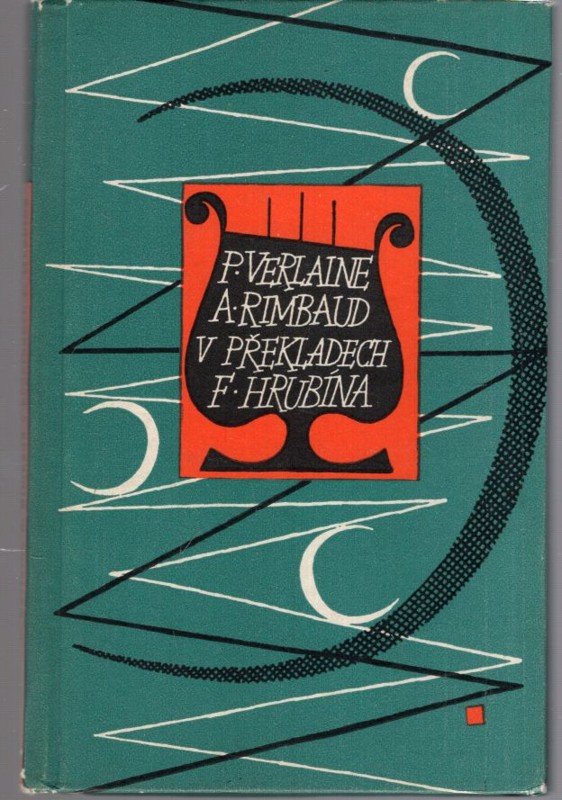 P. VERLAINE
A. RIMBAUD
V PŘEKLADECH
F. HRUBÍNA